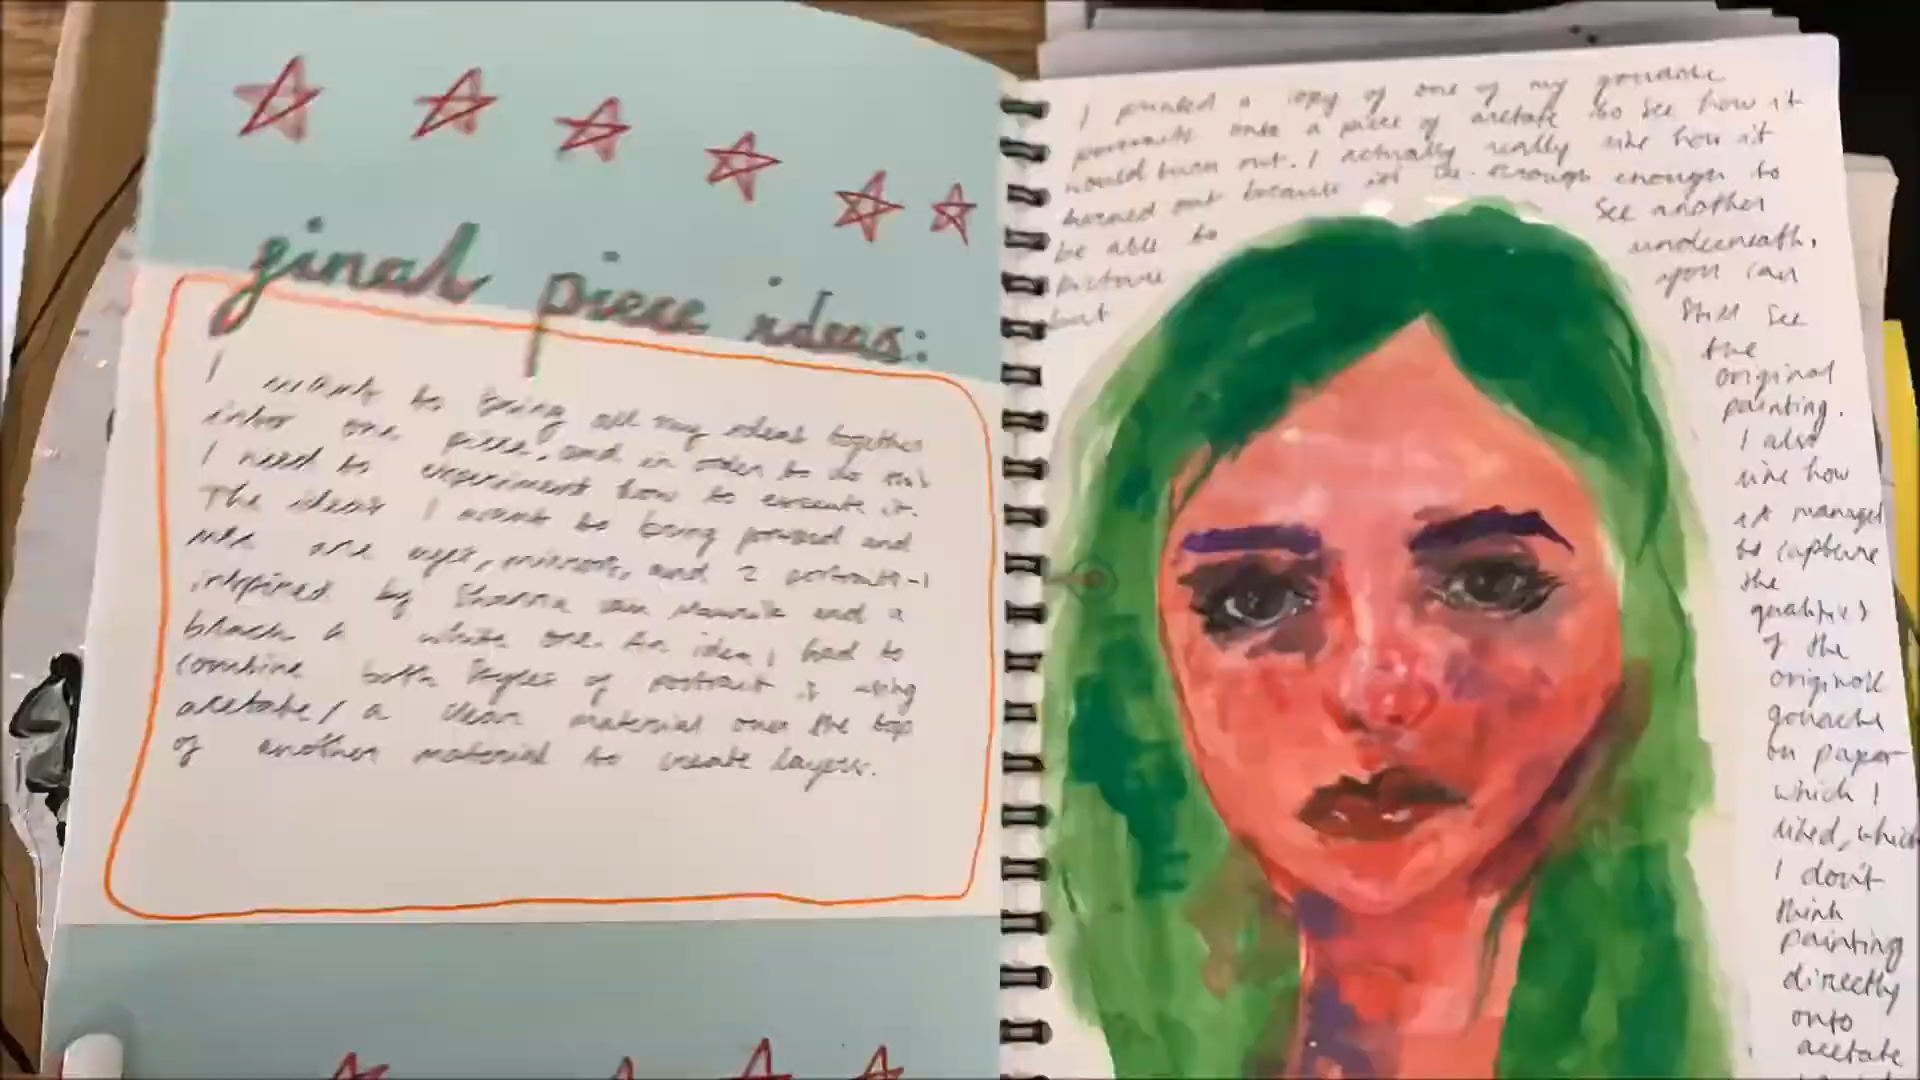 final piece ideas:
I want to bring all my ideas together
into one piece, and in order to do this
I need to experiment how to execute it.
The ideas I want to bring forward and
use are eyes, mirrors, and 2 portraits - 1
inspired by and a
black & white one. An idea I had to
combine both styles of portrait is using
acetate / a clear material over the top
of another material to create layers.
I printed a copy of one of my gouache
portraits onto a piece of acetate to see how it
would turn out. I actually really like how it
turned out because its enough to
be able to see another
picture underneath,
but you can
still see
the
original
painting.
I also
like how
it managed
to capture
the
qualities
of the
original
gouache
on paper
which I
liked, which
I don't
think
painting
directly
onto
acetate